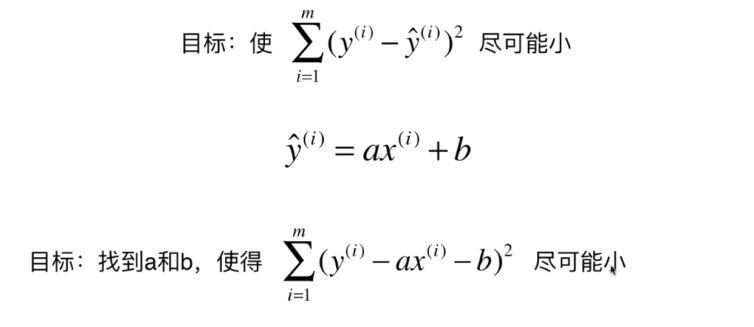 目标：使 \sum_{i=1}^{m}(y^{(i)} - \hat{y}^{(i)})^2 尽可能小
\hat{y}^{(i)} = ax^{(i)} + b
目标：找到a和b，使得 \sum_{i=1}^{m}(y^{(i)} - ax^{(i)} - b)^2 尽可能小